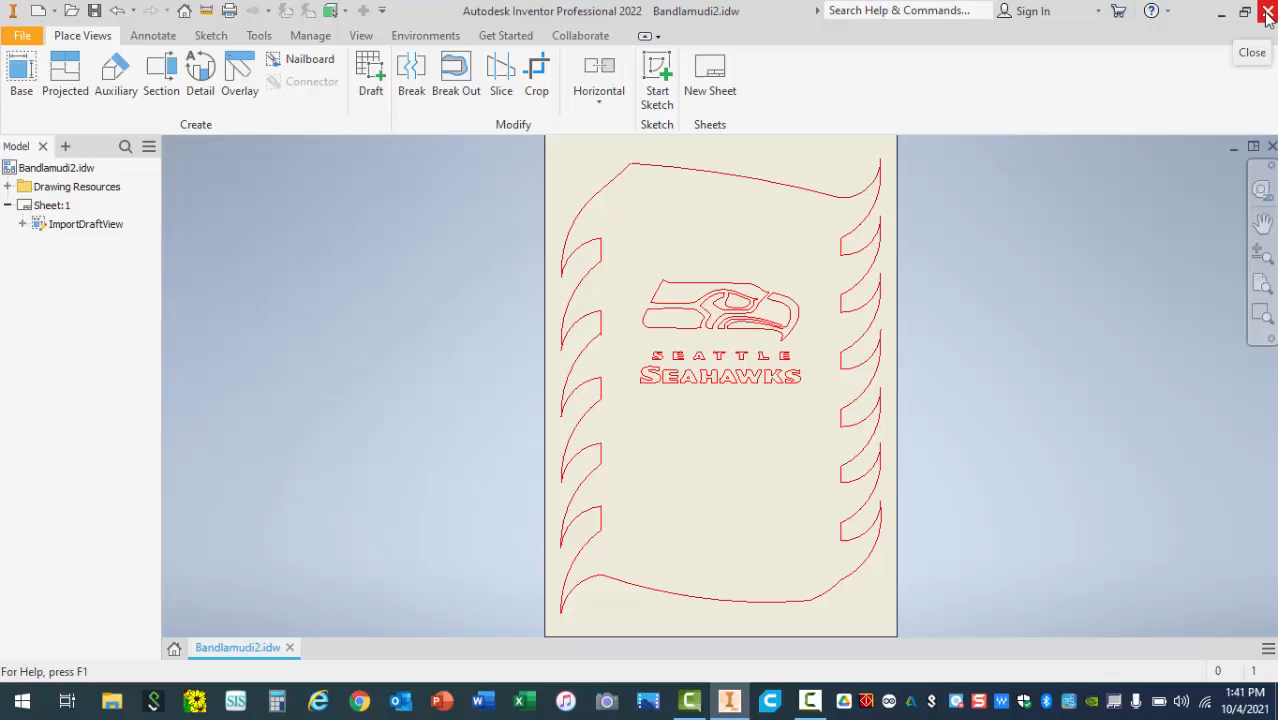 Autodesk Inventor Professional 2022 Bandlamudi2.idw
Search Help & Commands...
Sign In
File Place Views Annotate Sketch Tools Manage View Environments Get Started Collaborate
Close
Base
Projected
Auxiliary
Section
Detail
Overlay
Nailboard
Connector
Draft
Break
Break Out
Slice
Crop
Horizontal
Start
Sketch
New Sheet
Create
Modify
Sketch
Sheets
Model
Bandlamudi2.idw
Drawing Resources
Sheet:1
ImportDraftView
SEATTLE
SEAHAWKS
Bandlamudi2.idw
For Help, press F1
0 1
SIS
1:41 PM
10/4/2021